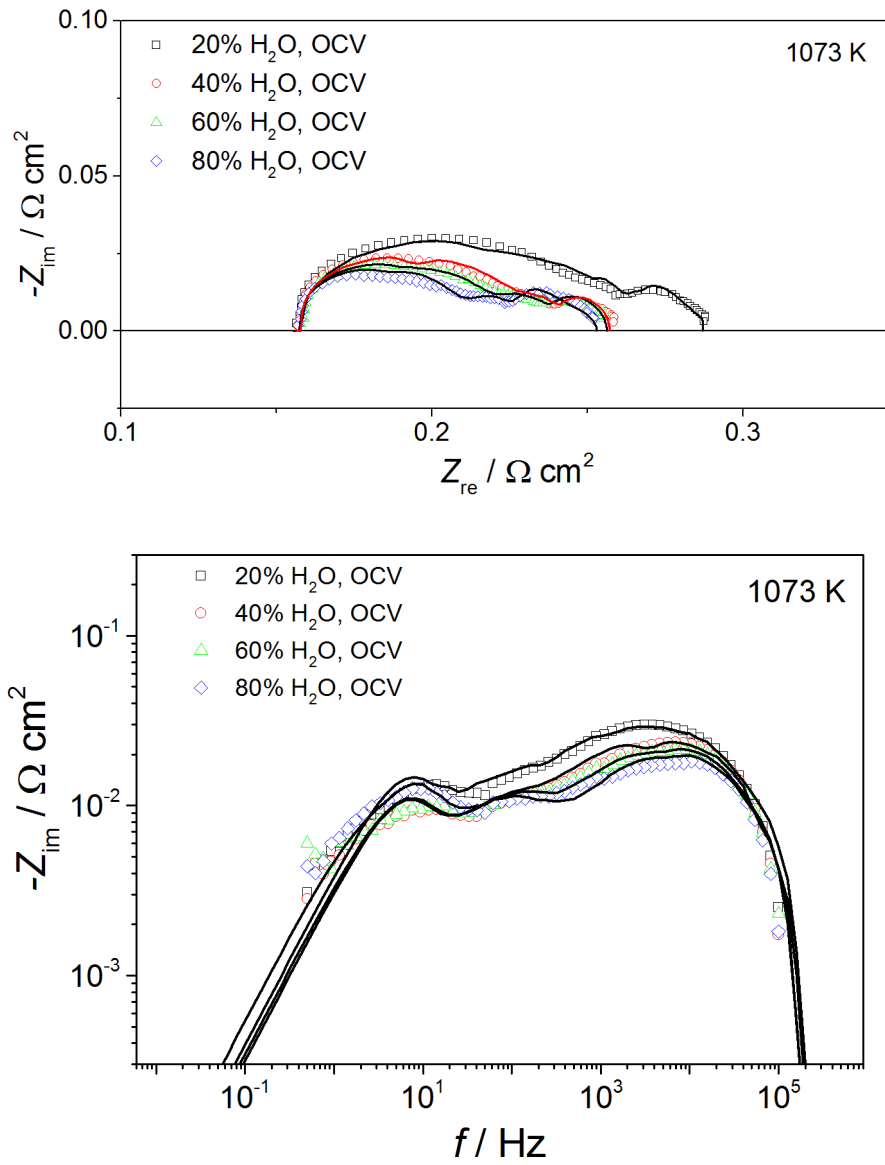 0.10
20% H₂O, OCV
1073 K
40% H₂O, OCV
60% H₂O, OCV
80% H₂O, OCV
0.05
-Z_im / Ω cm²
0.00
0.1
0.2
0.3
Z_re / Ω cm²
20% H₂O, OCV
1073 K
40% H₂O, OCV
60% H₂O, OCV
80% H₂O, OCV
10⁻¹
10⁻²
10⁻³
-Z_im / Ω cm²
10⁻¹
10¹
10³
10⁵
f / Hz